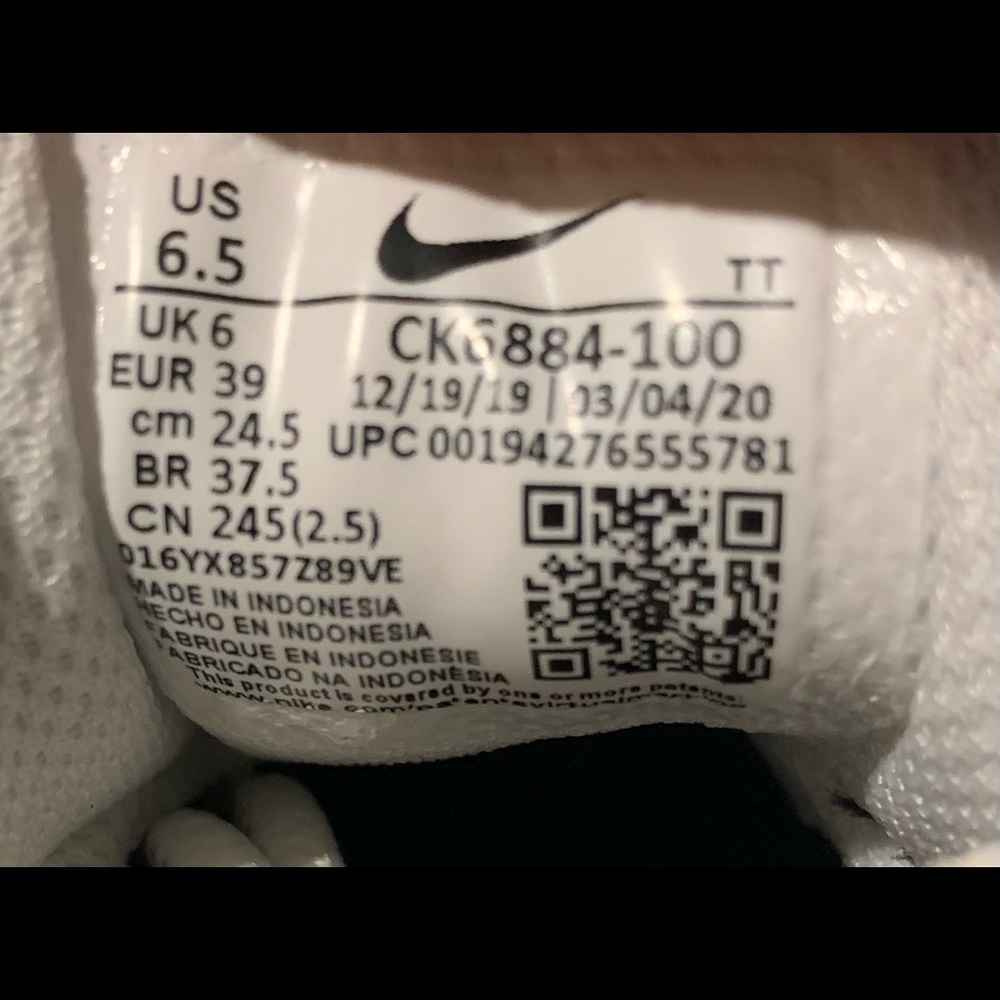 US
6.5
TT
UK 6
EUR 39
cm 24.5
BR 37.5
CN 245(2.5)
CK6884-100
12/19/19 | 03/04/20
UPC 00194276555781
016YX857Z89VE
MADE IN INDONESIA
HECHO EN INDONESIA
FABRIQUE EN INDONESIE
FABRICADO NA INDONÉSIA
This product is covered by one or more patents: